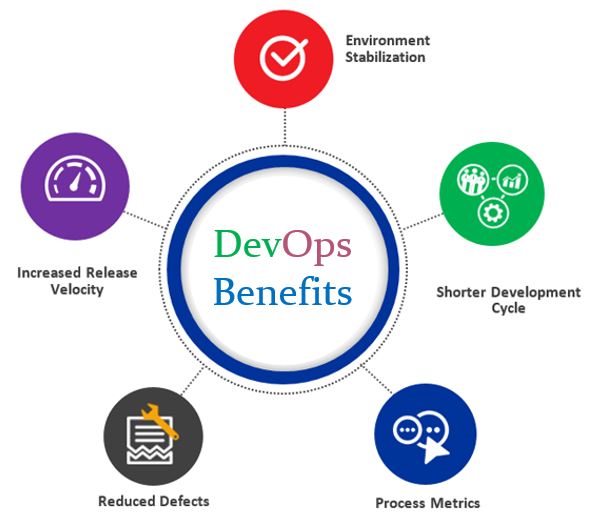 Environment
Stabilization
Increased Release
Velocity
DevOps
Benefits
Shorter Development
Cycle
Reduced Defects
Process Metrics